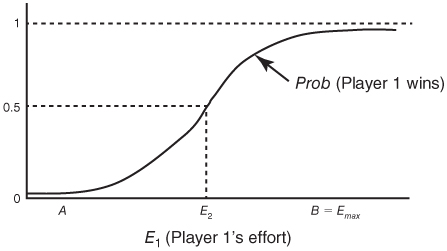 1
Prob (Player 1 wins)
0.5
0
A
E₂
B = Eₘₐₓ
E₁ (Player 1's effort)